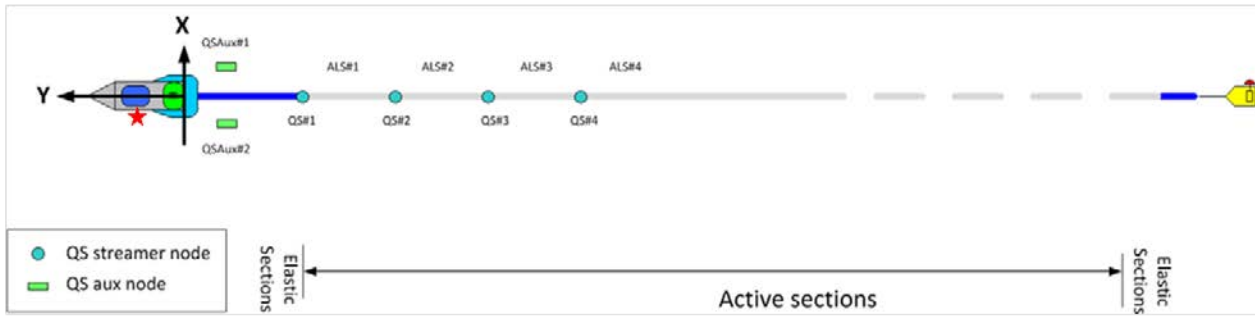 X
QSAux#1
ALS#1 ALS#2 ALS#3 ALS#4
Y
QS#1 QS#2 QS#3 QS#4
QSAux#2
QS streamer node
QS aux node
Elastic
Sections
Active sections
Elastic
Sections